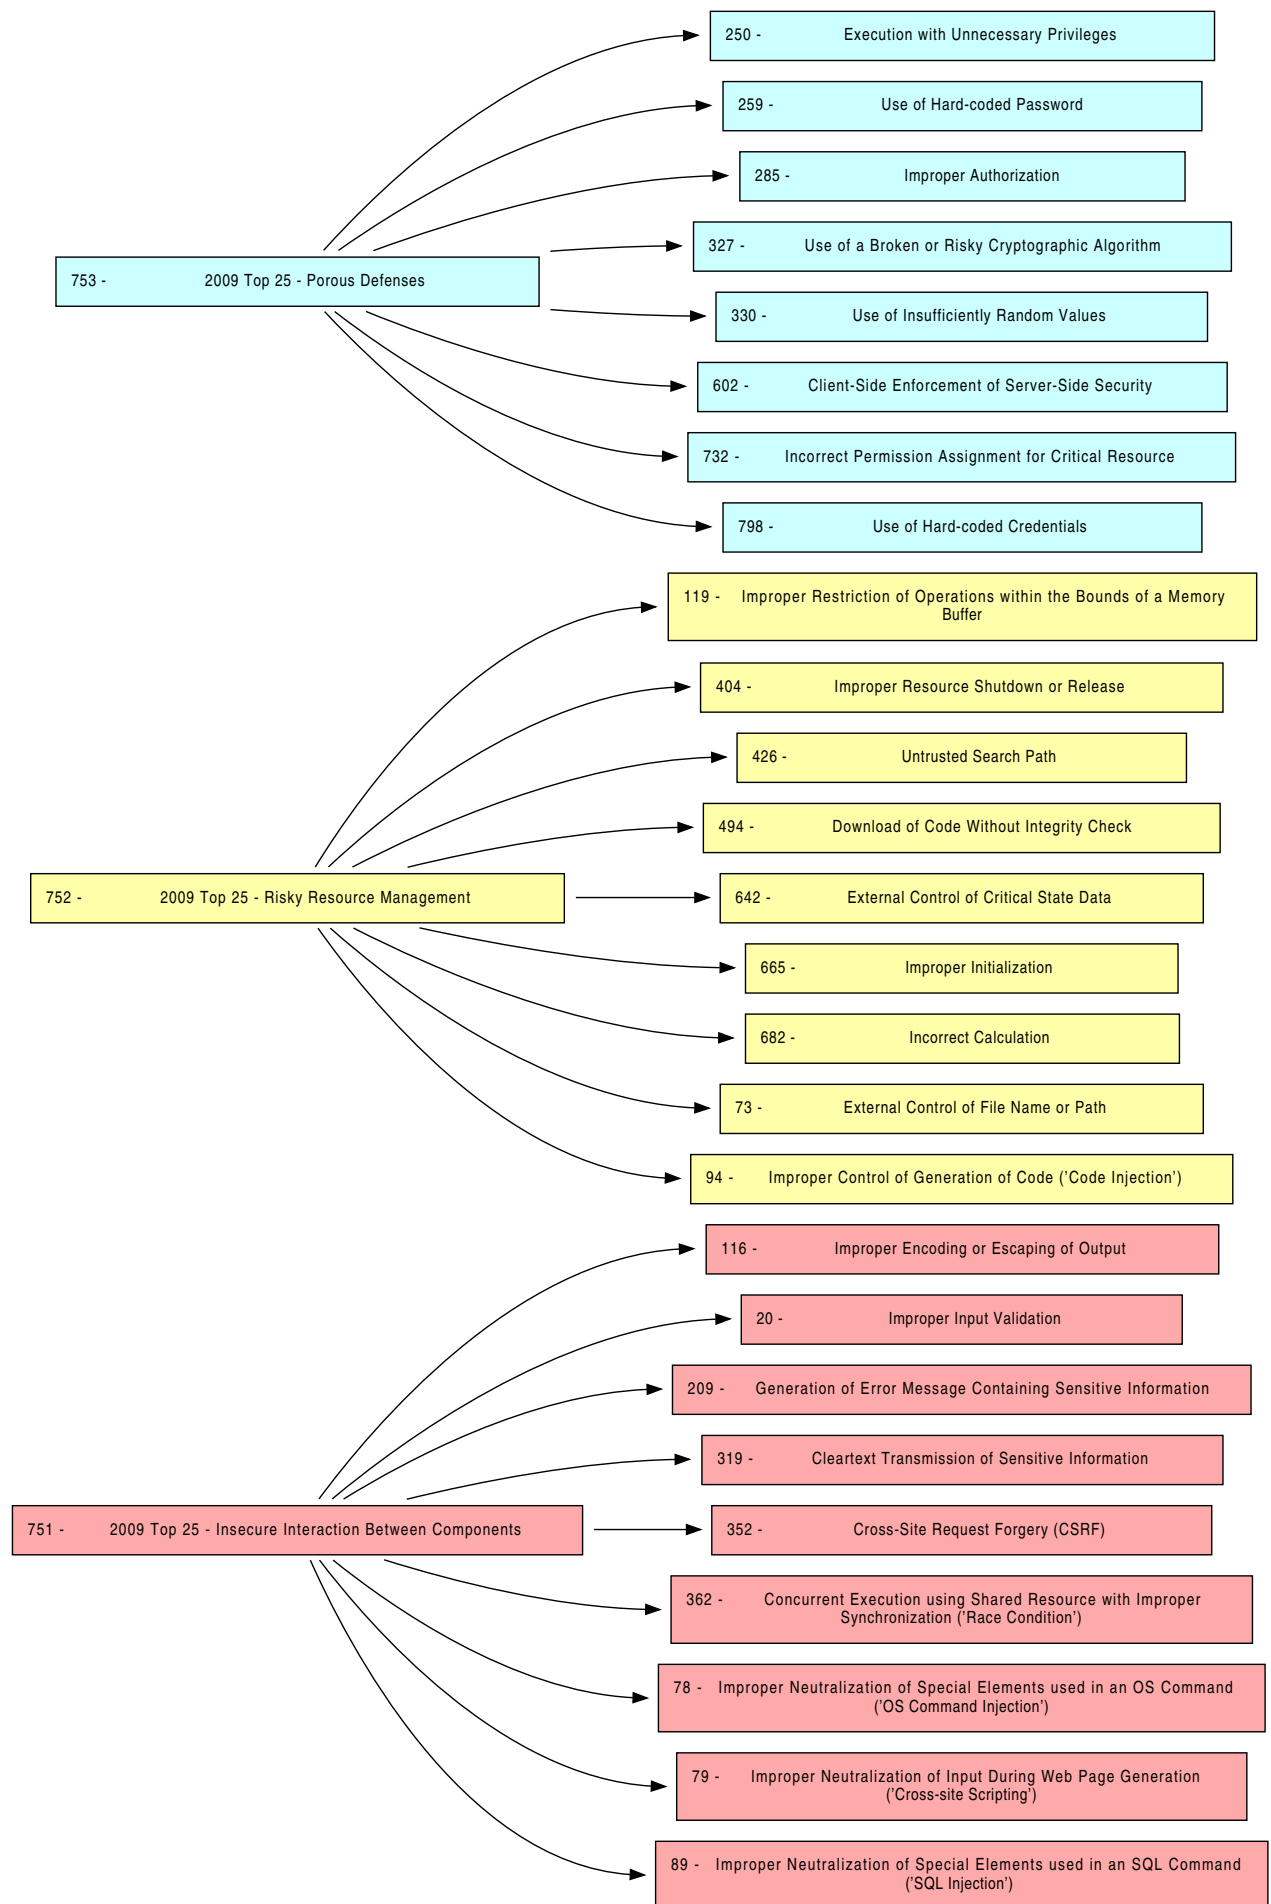 250 - Execution with Unnecessary Privileges
259 - Use of Hard-coded Password
285 - Improper Authorization
327 - Use of a Broken or Risky Cryptographic Algorithm
753 - 2009 Top 25 - Porous Defenses
330 - Use of Insufficiently Random Values
602 - Client-Side Enforcement of Server-Side Security
732 - Incorrect Permission Assignment for Critical Resource
798 - Use of Hard-coded Credentials
119 - Improper Restriction of Operations within the Bounds of a Memory
Buffer
404 - Improper Resource Shutdown or Release
426 - Untrusted Search Path
494 - Download of Code Without Integrity Check
752 - 2009 Top 25 - Risky Resource Management
642 - External Control of Critical State Data
665 - Improper Initialization
682 - Incorrect Calculation
73 - External Control of File Name or Path
94 - Improper Control of Generation of Code ('Code Injection')
116 - Improper Encoding or Escaping of Output
20 - Improper Input Validation
209 - Generation of Error Message Containing Sensitive Information
319 - Cleartext Transmission of Sensitive Information
751 - 2009 Top 25 - Insecure Interaction Between Components
352 - Cross-Site Request Forgery (CSRF)
362 - Concurrent Execution using Shared Resource with Improper
Synchronization ('Race Condition')
78 - Improper Neutralization of Special Elements used in an OS Command
('OS Command Injection')
79 - Improper Neutralization of Input During Web Page Generation
('Cross-site Scripting')
89 - Improper Neutralization of Special Elements used in an SQL Command
('SQL Injection')